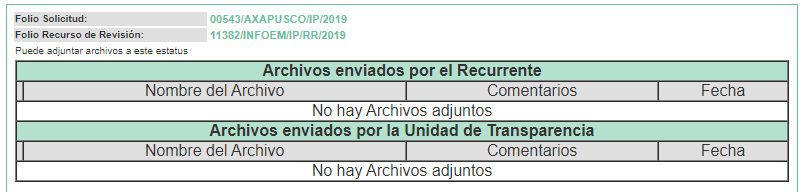 Folio Solicitud: 00543/AXAPUSCO/IP/2019
Folio Recurso de Revisión: 11382/INFOEM/IP/RR/2019
Puede adjuntar archivos a este estatus
Archivos enviados por el Recurrente
Nombre del Archivo Comentarios Fecha
No hay Archivos adjuntos
Archivos enviados por la Unidad de Transparencia
Nombre del Archivo Comentarios Fecha
No hay Archivos adjuntos